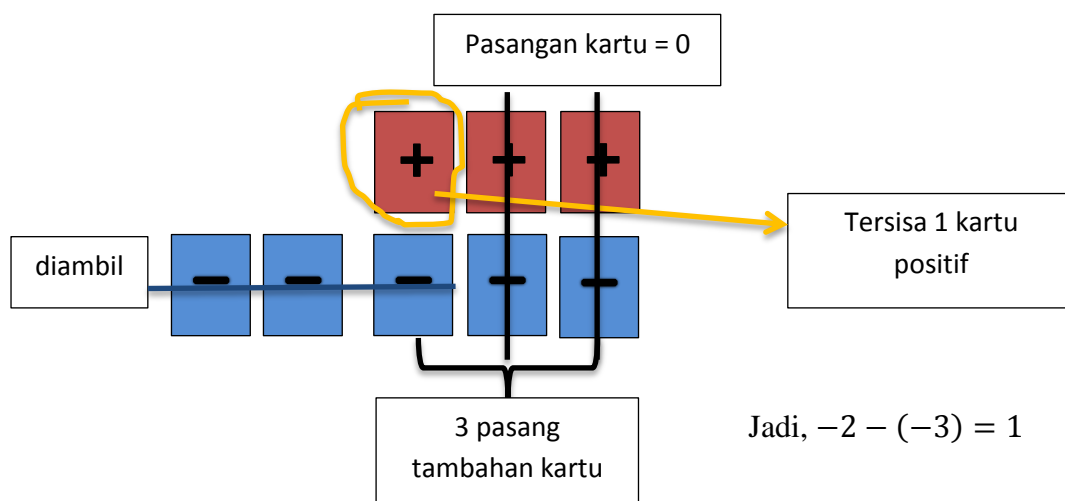 Pasangan kartu = 0
+ + +
Tersisa 1 kartu
positif
diambil
− − − − −
3 pasang
tambahan kartu
Jadi, −2 − (−3) = 1